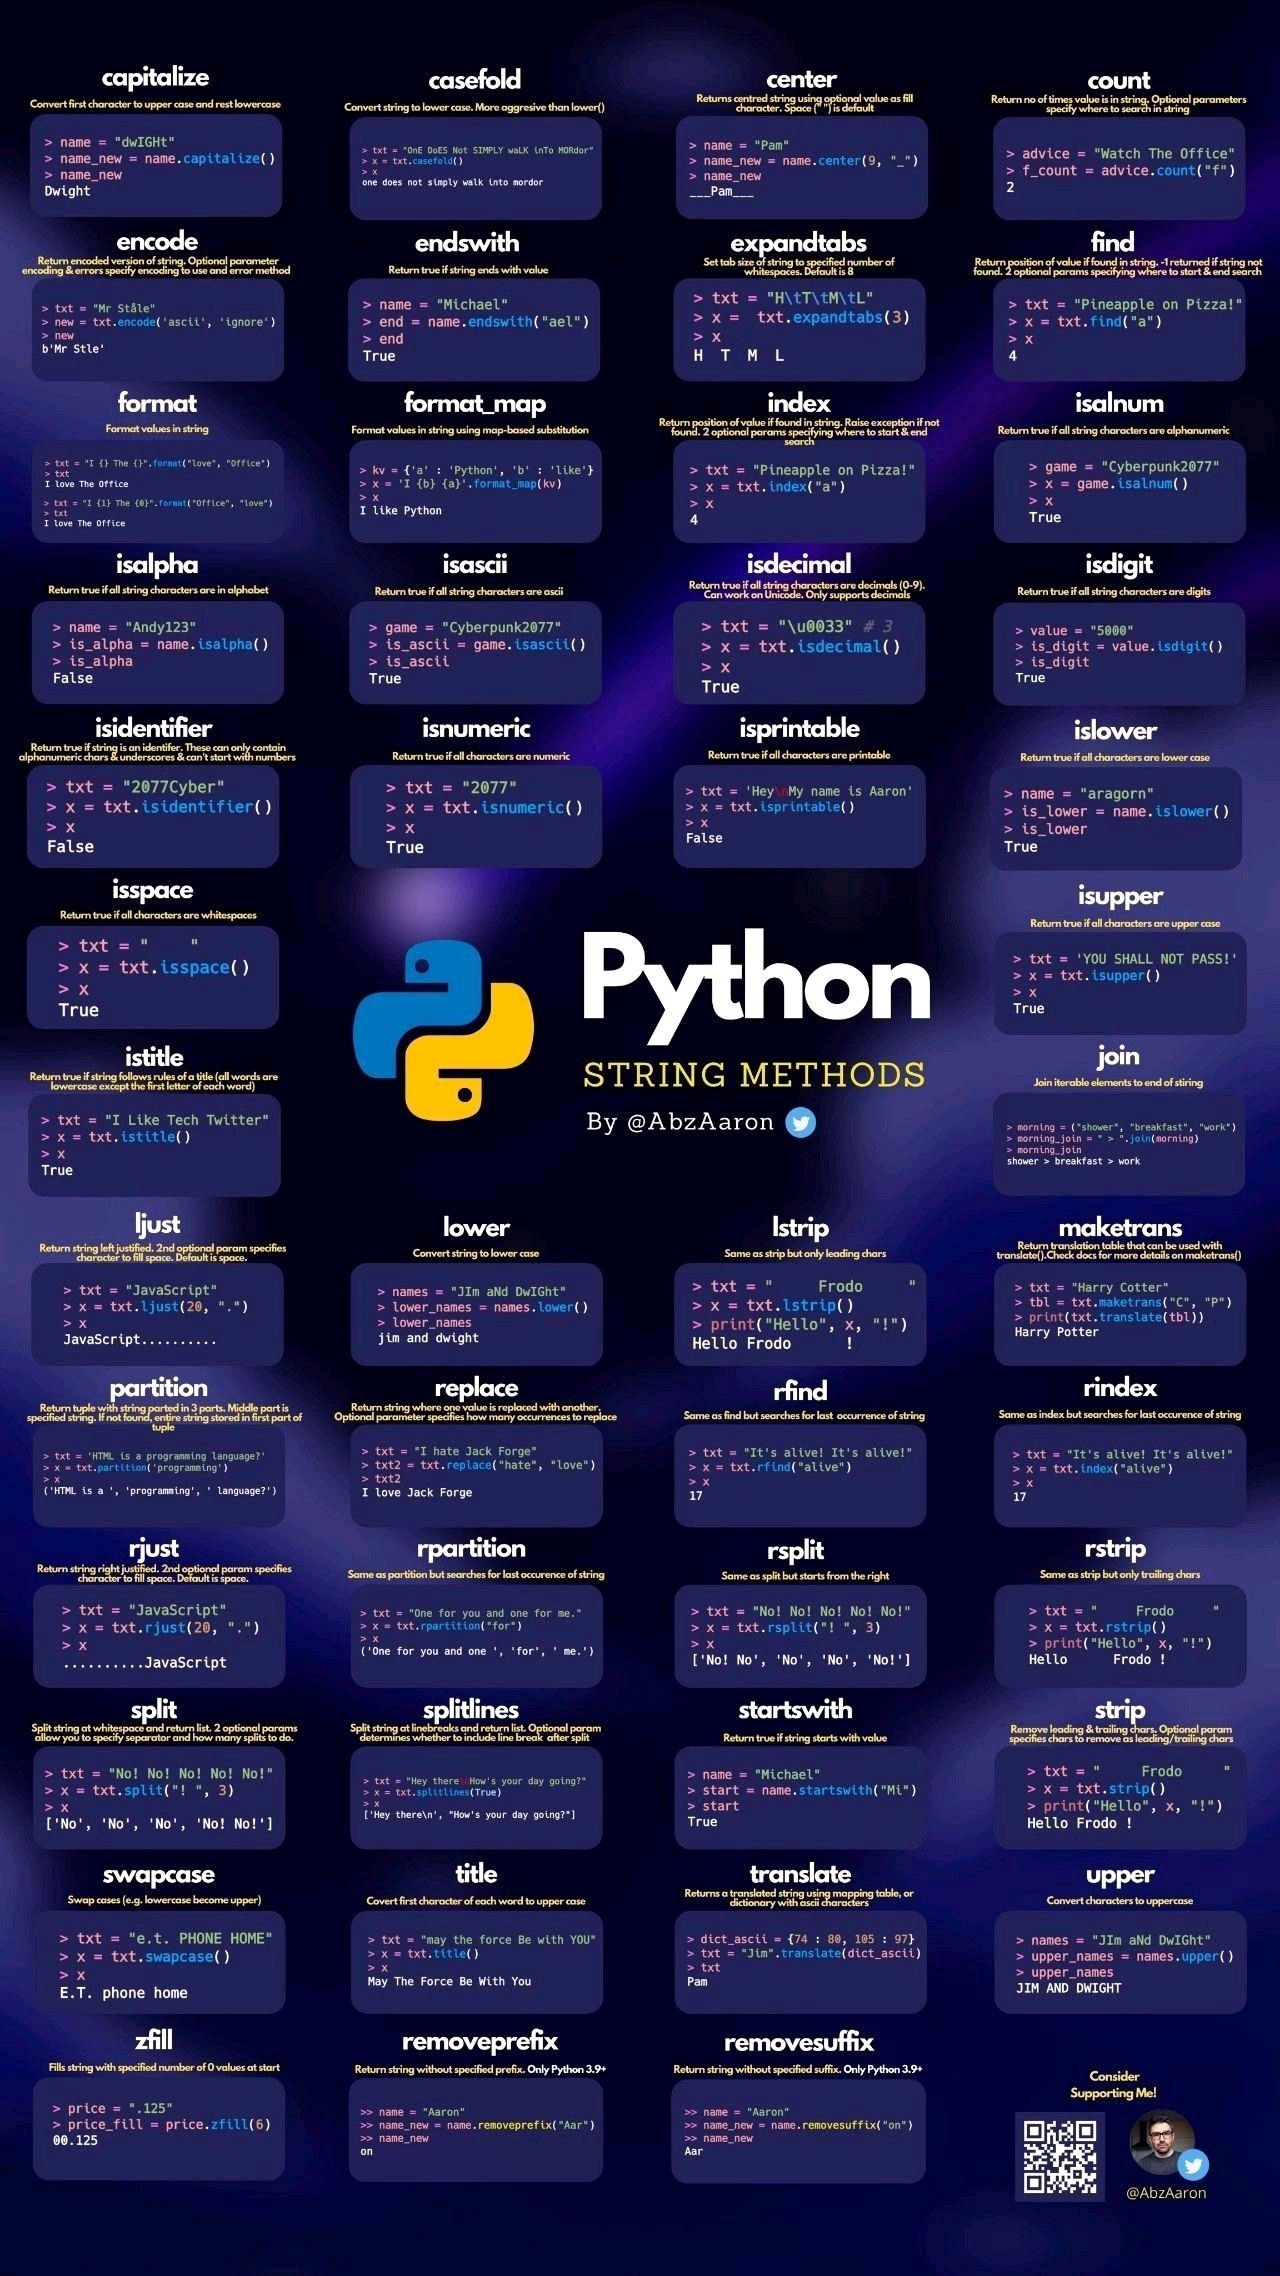 capitalize
Convert first character to upper case and rest lowercase
> name = "dwIGHt"
> name_new = name.capitalize()
> name_new
Dwight
casefold
Convert string to lower case. More aggresive than lower()
> txt = "OnE DoES Not SIMPLY waLK inTo MORdor"
> x = txt.casefold()
> x
one does not simply walk into mordor
center
Returns centred string using optional value as fill
character. Space (" ") is default
> name = "Pam"
> name_new = name.center(9, "_")
> name_new
___Pam___
count
Return no of times value is in string. Optional parameters
specify where to search in string
> advice = "Watch The Office"
> f_count = advice.count("f")
2
encode
Return encoded version of string. Optional parameter
encoding & errors specify encoding to use and error method
> txt = "Mr Ståle"
> new = txt.encode('ascii', 'ignore')
> new
b'Mr Stle'
endswith
Return true if string ends with value
> name = "Michael"
> end = name.endswith("ael")
> end
True
expandtabs
Set tab size of string to specified number of
whitespaces. Default is 8
> txt = "H\tT\tM\tL"
> x =  txt.expandtabs(3)
> x
H  T  M  L
find
Return position of value if found in string. -1 returned if string not
found. 2 optional params specifying where to start & end search
> txt = "Pineapple on Pizza!"
> x = txt.find("a")
> x
4
format
Format values in string
> txt = "I {} The {}".format("love", "Office")
> txt
I love The Office
> txt = "I {1} The {0}".format("Office", "love")
> txt
I love The Office
format_map
Format values in string using map-based substitution
> kv = {'a' : 'Python', 'b' : 'like'}
> x = 'I {b} {a}'.format_map(kv)
> x
I like Python
index
Return position of value if found in string. Raise exception if not
found. 2 optional params specifying where to start & end
search
> txt = "Pineapple on Pizza!"
> x = txt.index("a")
> x
4
isalnum
Return true if all string characters are alphanumeric
> game = "Cyberpunk2077"
> x = game.isalnum()
> x
True
isalpha
Return true if all string characters are in alphabet
> name = "Andy123"
> is_alpha = name.isalpha()
> is_alpha
False
isascii
Return true if all string characters are ascii
> game = "Cyberpunk2077"
> is_ascii = game.isascii()
> is_ascii
True
isdecimal
Return true if all string characters are decimals (0-9).
Can work on Unicode. Only supports decimals
> txt = "\u0033" # 3
> x = txt.isdecimal()
> x
True
isdigit
Return true if all string characters are digits
> value = "5000"
> is_digit = value.isdigit()
> is_digit
True
isidentifier
Return true if string is an identifer. These can only contain
alphanumeric chars & underscores & can't start with numbers
> txt = "2077Cyber"
> x = txt.isidentifier()
> x
False
isnumeric
Return true if all characters are numeric
> txt = "2077"
> x = txt.isnumeric()
> x
True
isprintable
Return true if all characters are printable
> txt = 'Hey\nMy name is Aaron'
> x = txt.isprintable()
> x
False
islower
Return true if all characters are lower case
> name = "aragorn"
> is_lower = name.islower()
> is_lower
True
isspace
Return true if all characters are whitespaces
> txt = "    "
> x = txt.isspace()
> x
True
isupper
Return true if all characters are upper case
> txt = 'YOU SHALL NOT PASS!'
> x = txt.isupper()
> x
True
Python
STRING METHODS
By @AbzAaron
istitle
Return true if string follows rules of a title (all words are
lowercase except the first letter of each word)
> txt = "I Like Tech Twitter"
> x = txt.istitle()
> x
True
join
Join iterable elements to end of stiring
> morning = ("shower", "breakfast", "work")
> morning_join = " > ".join(morning)
> morning_join
shower > breakfast > work
ljust
Return string left justified. 2nd optional param specifies
character to fill space. Default is space.
> txt = "JavaScript"
> x = txt.ljust(20, ".")
> x
JavaScript..........
lower
Convert string to lower case
> names = "JIm aNd DwIGht"
> lower_names = names.lower()
> lower_names
jim and dwight
lstrip
Same as strip but only leading chars
> txt = "     Frodo      "
> x = txt.lstrip()
> print("Hello", x, "!")
Hello Frodo      !
maketrans
Return translation table that can be used with
translate().Check docs for more details on maketrans()
> txt = "Harry Cotter"
> tbl = txt.maketrans("C", "P")
> print(txt.translate(tbl))
Harry Potter
partition
Return tuple with string parted in 3 parts. Middle part is
specified string. If not found, entire string stored in first part of
tuple
> txt = 'HTML is a programming language?'
> x = txt.partition('programming')
> x
('HTML is a ', 'programming', ' language?')
replace
Return string where one value is replaced with another.
Optional parameter specifies how many occurrences to replace
> txt = "I hate Jack Forge"
> txt2 = txt.replace("hate", "love")
> txt2
I love Jack Forge
rfind
Same as find but searches for last occurrence of string
> txt = "It's alive! It's alive!"
> x = txt.rfind("alive")
> x
17
rindex
Same as index but searches for last occurence of string
> txt = "It's alive! It's alive!"
> x = txt.index("alive")
> x
17
rjust
Return string right justified. 2nd optional param specifies
character to fill space. Default is space.
> txt = "JavaScript"
> x = txt.rjust(20, ".")
> x
..........JavaScript
rpartition
Same as partition but searches for last occurence of string
> txt = "One for you and one for me."
> x = txt.rpartition("for")
> x
('One for you and one ', 'for', ' me.')
rsplit
Same as split but starts from the right
> txt = "No! No! No! No! No!"
> x = txt.rsplit("! ", 3)
> x
['No! No', 'No', 'No', 'No!']
rstrip
Same as strip but only trailing chars
> txt = "     Frodo     "
> x = txt.rstrip()
> print("Hello", x, "!")
Hello      Frodo !
split
Split string at whitespace and return list. 2 optional params
allow you to specify separator and how many splits to do.
> txt = "No! No! No! No! No!"
> x = txt.split("! ", 3)
> x
['No', 'No', 'No', 'No! No!']
splitlines
Split string at linebreaks and return list. Optional param
determines whether to include line break after split
> txt = "Hey there\nHow's your day going?"
> x = txt.splitlines(True)
> x
['Hey there\n', "How's your day going?"]
startswith
Return true if string starts with value
> name = "Michael"
> start = name.startswith("Mi")
> start
True
strip
Remove leading & trailing chars. Optional param
specifies chars to remove as leading/trailing chars
> txt = "     Frodo     "
> x = txt.strip()
> print("Hello", x, "!")
Hello Frodo !
swapcase
Swap cases (e.g. lowercase become upper)
> txt = "e.t. PHONE HOME"
> x = txt.swapcase()
> x
E.T. phone home
title
Covert first character of each word to upper case
> txt = "may the force Be with YOU"
> x = txt.title()
> x
May The Force Be With You
translate
Returns a translated string using mapping table, or
dictionary with ascii characters
> dict_ascii = {74 : 80, 105 : 97}
> txt = "Jim".translate(dict_ascii)
> txt
Pam
upper
Convert characters to uppercase
> names = "JIm aNd DwIGht"
> upper_names = names.upper()
> upper_names
JIM AND DWIGHT
zfill
Fills string with specified number of 0 values at start
> price = ".125"
> price_fill = price.zfill(6)
00.125
removeprefix
Return string without specified prefix. Only Python 3.9+
>> name = "Aaron"
>> name_new = name.removeprefix("Aar")
>> name_new
on
removesuffix
Return string without specified suffix. Only Python 3.9+
>> name = "Aaron"
>> name_new = name.removesuffix("on")
>> name_new
Aar
Consider
Supporting Me!
@AbzAaron